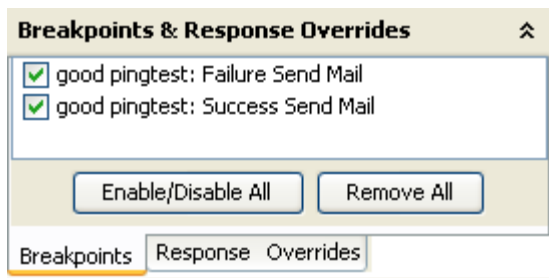 Breakpoints & Response Overrides
good pingtest: Failure Send Mail
good pingtest: Success Send Mail
Enable/Disable All Remove All
Breakpoints Response Overrides